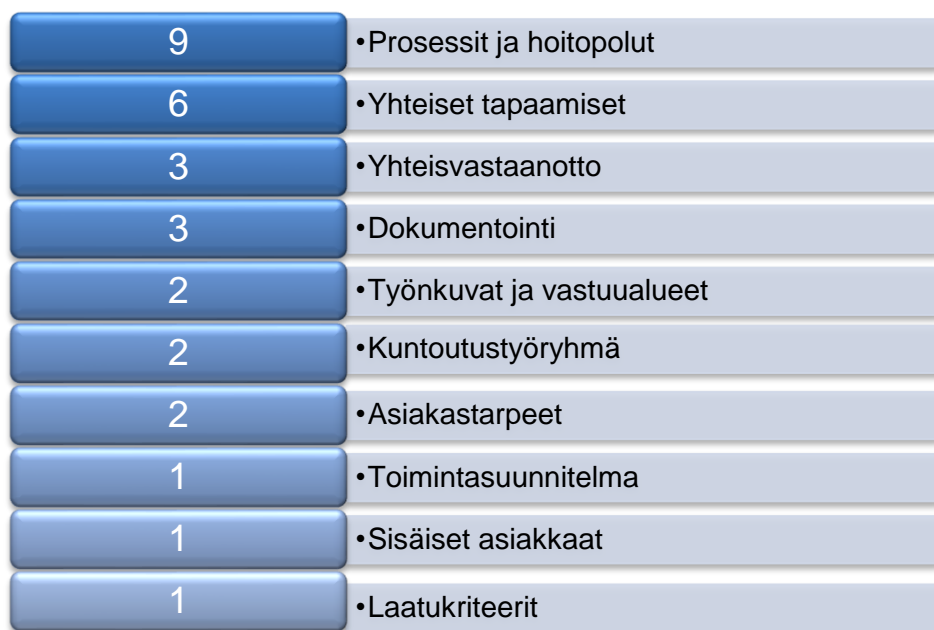 9 •Prosessit ja hoitopolut
6 •Yhteiset tapaamiset
3 •Yhteisvastaanotto
3 •Dokumentointi
2 •Työnkuvat ja vastuualueet
2 •Kuntoutustyöryhmä
2 •Asiakastarpeet
1 •Toimintasuunnitelma
1 •Sisäiset asiakkaat
1 •Laatukriteerit